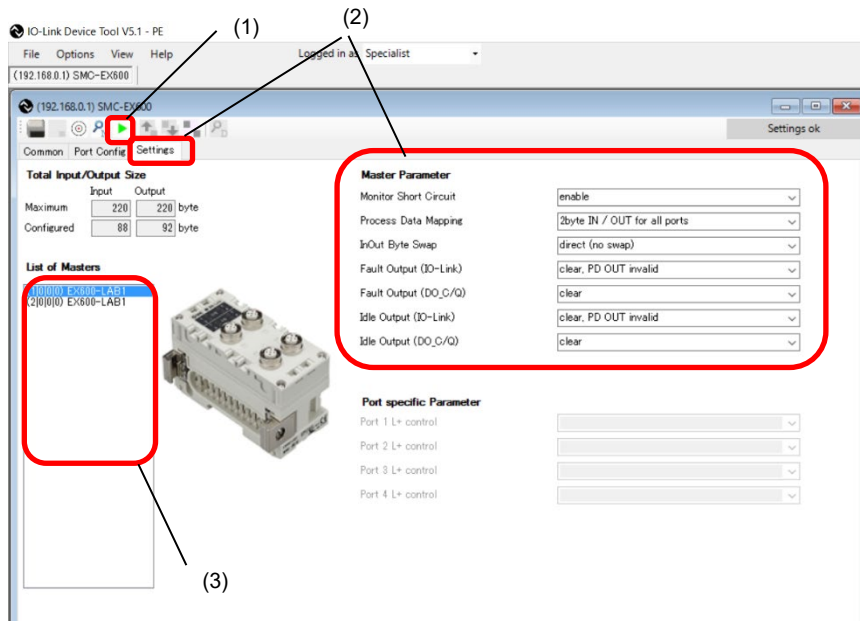 (1)
(2)
IO-Link Device Tool V5.1 - PE
File Options View Help Logged in as Specialist
(192.168.0.1) SMC-EX600
(192.168.0.1) SMC-EX600
Settings ok
Common Port Config Settings
Total Input/Output Size
Input Output
Maximum 220 220 byte
Configured 88 92 byte
List of Masters
(1|0|0|0) EX600-LAB1
(2|0|0|0) EX600-LAB1
Master Parameter
Monitor Short Circuit enable
Process Data Mapping 2byte IN / OUT for all ports
InOut Byte Swap direct (no swap)
Fault Output (IO-Link) clear, PD OUT invalid
Fault Output (DO_C/Q) clear
Idle Output (IO-Link) clear, PD OUT invalid
Idle Output (DO_C/Q) clear
Port specific Parameter
Port 1 L+ control
Port 2 L+ control
Port 3 L+ control
Port 4 L+ control
(3)